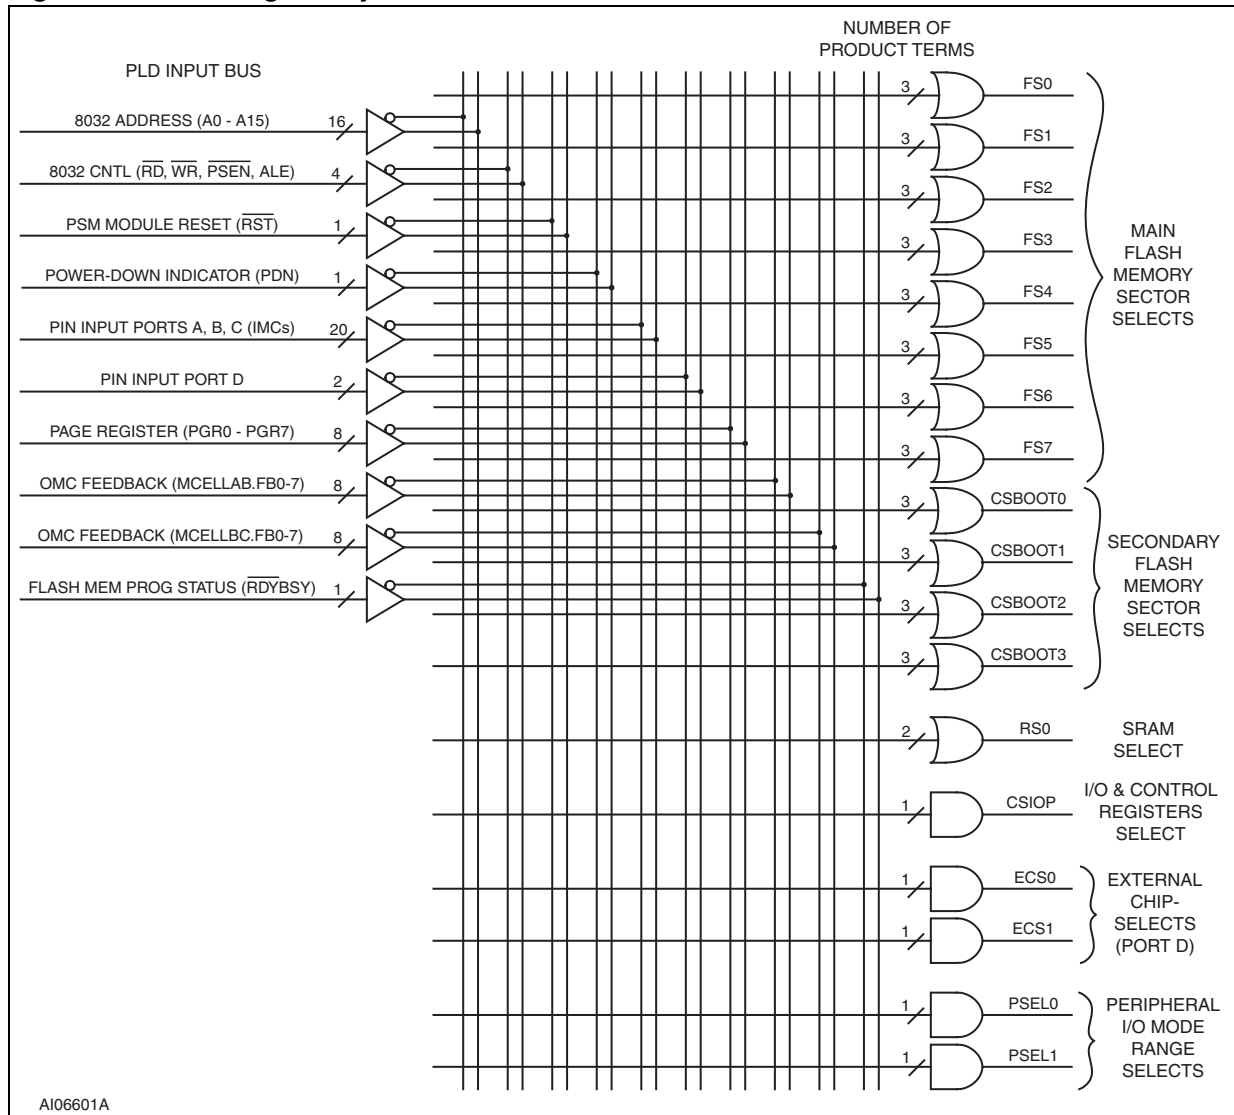 NUMBER OF
PRODUCT TERMS
PLD INPUT BUS
8032 ADDRESS (A0 - A15) 16
8032 CNTL (RD, WR, PSEN, ALE) 4
PSM MODULE RESET (RST) 1
POWER-DOWN INDICATOR (PDN) 1
PIN INPUT PORTS A, B, C (IMCs) 20
PIN INPUT PORT D 2
PAGE REGISTER (PGR0 - PGR7) 8
OMC FEEDBACK (MCELLAB.FB0-7) 8
OMC FEEDBACK (MCELLBC.FB0-7) 8
FLASH MEM PROG STATUS (RDYBSY) 1
3 FS0
3 FS1
3 FS2
3 FS3
3 FS4
3 FS5
3 FS6
3 FS7
MAIN
FLASH
MEMORY
SECTOR
SELECTS
3 CSBOOT0
3 CSBOOT1
3 CSBOOT2
3 CSBOOT3
SECONDARY
FLASH
MEMORY
SECTOR
SELECTS
2 RS0
SRAM
SELECT
1 CSIOP
I/O & CONTROL
REGISTERS
SELECT
1 ECS0
1 ECS1
EXTERNAL
CHIP-
SELECTS
(PORT D)
1 PSEL0
1 PSEL1
PERIPHERAL
I/O MODE
RANGE
SELECTS
AI06601A